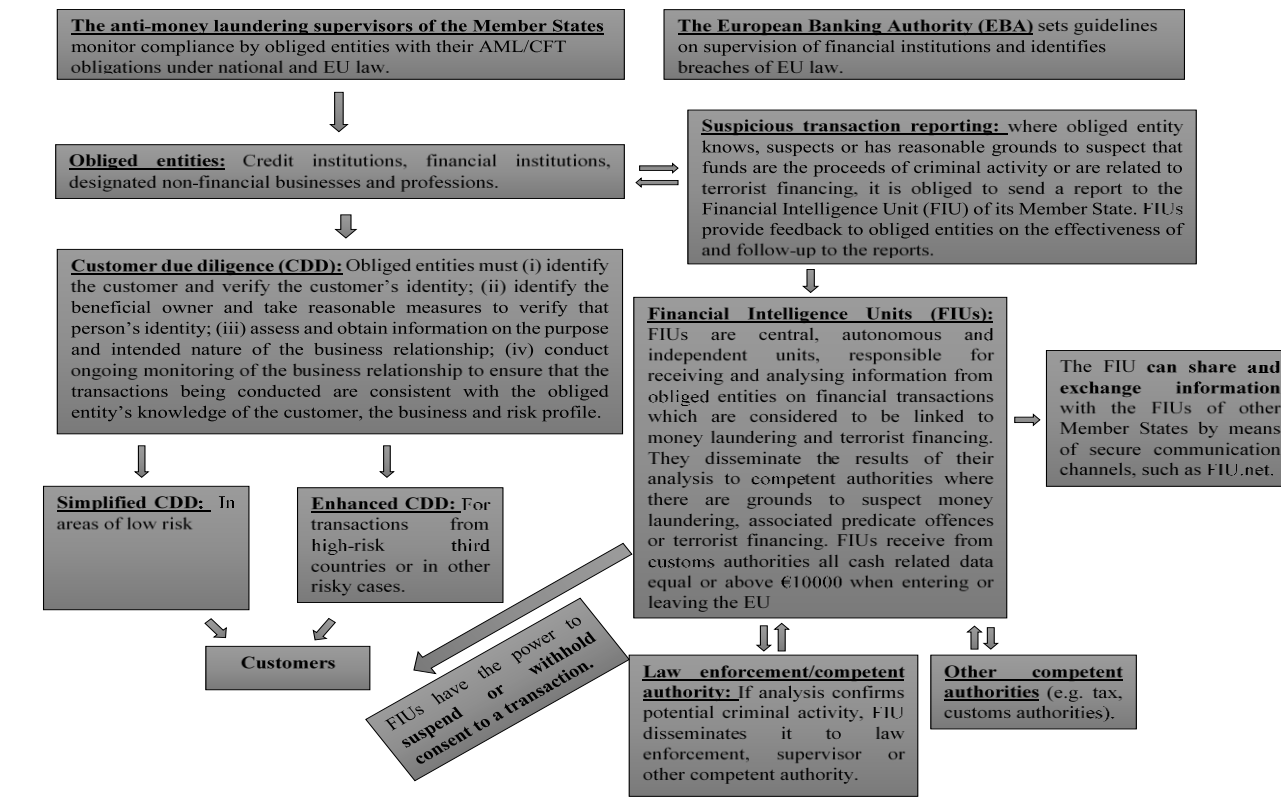 The anti-money laundering supervisors of the Member States
monitor compliance by obliged entities with their AML/CFT
obligations under national and EU law.
The European Banking Authority (EBA) sets guidelines
on supervision of financial institutions and identifies
breaches of EU law.
Obliged entities: Credit institutions, financial institutions,
designated non-financial businesses and professions.
Suspicious transaction reporting: where obliged entity
knows, suspects or has reasonable grounds to suspect that
funds are the proceeds of criminal activity or are related to
terrorist financing, it is obliged to send a report to the
Financial Intelligence Unit (FIU) of its Member State. FIUs
provide feedback to obliged entities on the effectiveness of
and follow-up to the reports.
Customer due diligence (CDD): Obliged entities must (i) identify
the customer and verify the customer's identity; (ii) identify the
beneficial owner and take reasonable measures to verify that
person's identity; (iii) assess and obtain information on the purpose
and intended nature of the business relationship; (iv) conduct
ongoing monitoring of the business relationship to ensure that the
transactions being conducted are consistent with the obliged
entity's knowledge of the customer, the business and risk profile.
Financial Intelligence Units (FIUs):
FIUs are central, autonomous and
independent units, responsible for
receiving and analysing information from
obliged entities on financial transactions
which are considered to be linked to
money laundering and terrorist financing.
They disseminate the results of their
analysis to competent authorities where
there are grounds to suspect money
laundering, associated predicate offences
or terrorist financing. FIUs receive from
customs authorities all cash related data
equal or above €10000 when entering or
leaving the EU
The FIU can share and
exchange information
with the FIUs of other
Member States by means
of secure communication
channels, such as FIU.net.
Simplified CDD: In
areas of low risk
Enhanced CDD: For
transactions from
high-risk third
countries or in other
risky cases.
Customers
FIUs have the power to
suspend or withhold
consent to a transaction.
Law enforcement/competent
authority: If analysis confirms
potential criminal activity, FIU
disseminates it to law
enforcement, supervisor or
other competent authority.
Other competent
authorities (e.g. tax,
customs authorities).